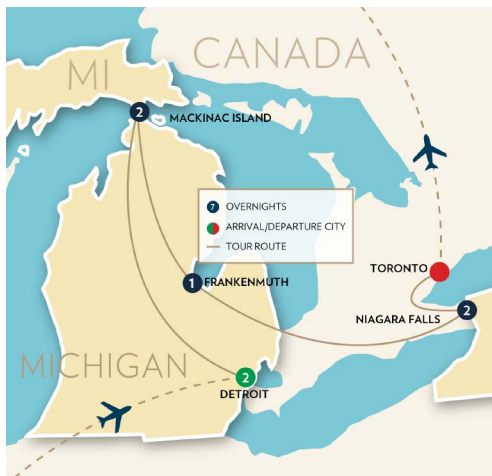 CANADA
MI
2
MACKINAC ISLAND
7 OVERNIGHTS
ARRIVAL/DEPARTURE CITY
TOUR ROUTE
TORONTO
1
FRANKENMUTH
NIAGARA FALLS
2
MICHIGAN
2
DETROIT